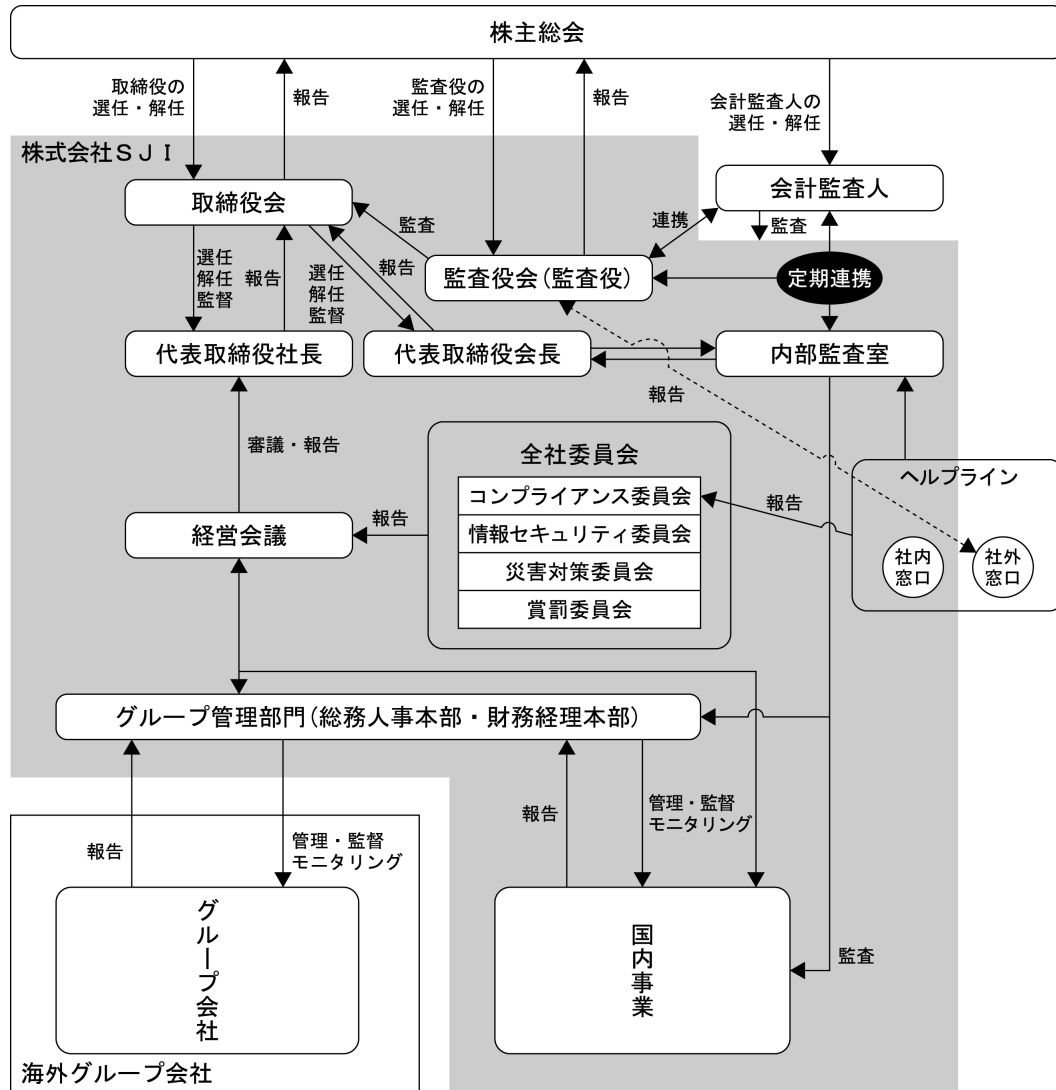 株主総会
取締役の
選任・解任
報告
監査役の
選任・解任
報告
会計監査人の
選任・解任
株式会社ＳＪＩ
取締役会
会計監査人
監査
連携
監査
監査役会（監査役）
定期連携
選任
解任
監督
報告
選任
解任
監督
報告
代表取締役社長
代表取締役会長
内部監査室
報告
審議・報告
全社委員会
コンプライアンス委員会
情報セキュリティ委員会
災害対策委員会
賞罰委員会
報告
報告
ヘルプライン
社内
窓口
社外
窓口
経営会議
グループ管理部門（総務人事本部・財務経理本部）
報告
管理・監督
モニタリング
報告
管理・監督
モニタリング
グループ会社
国内事業
監査
海外グループ会社